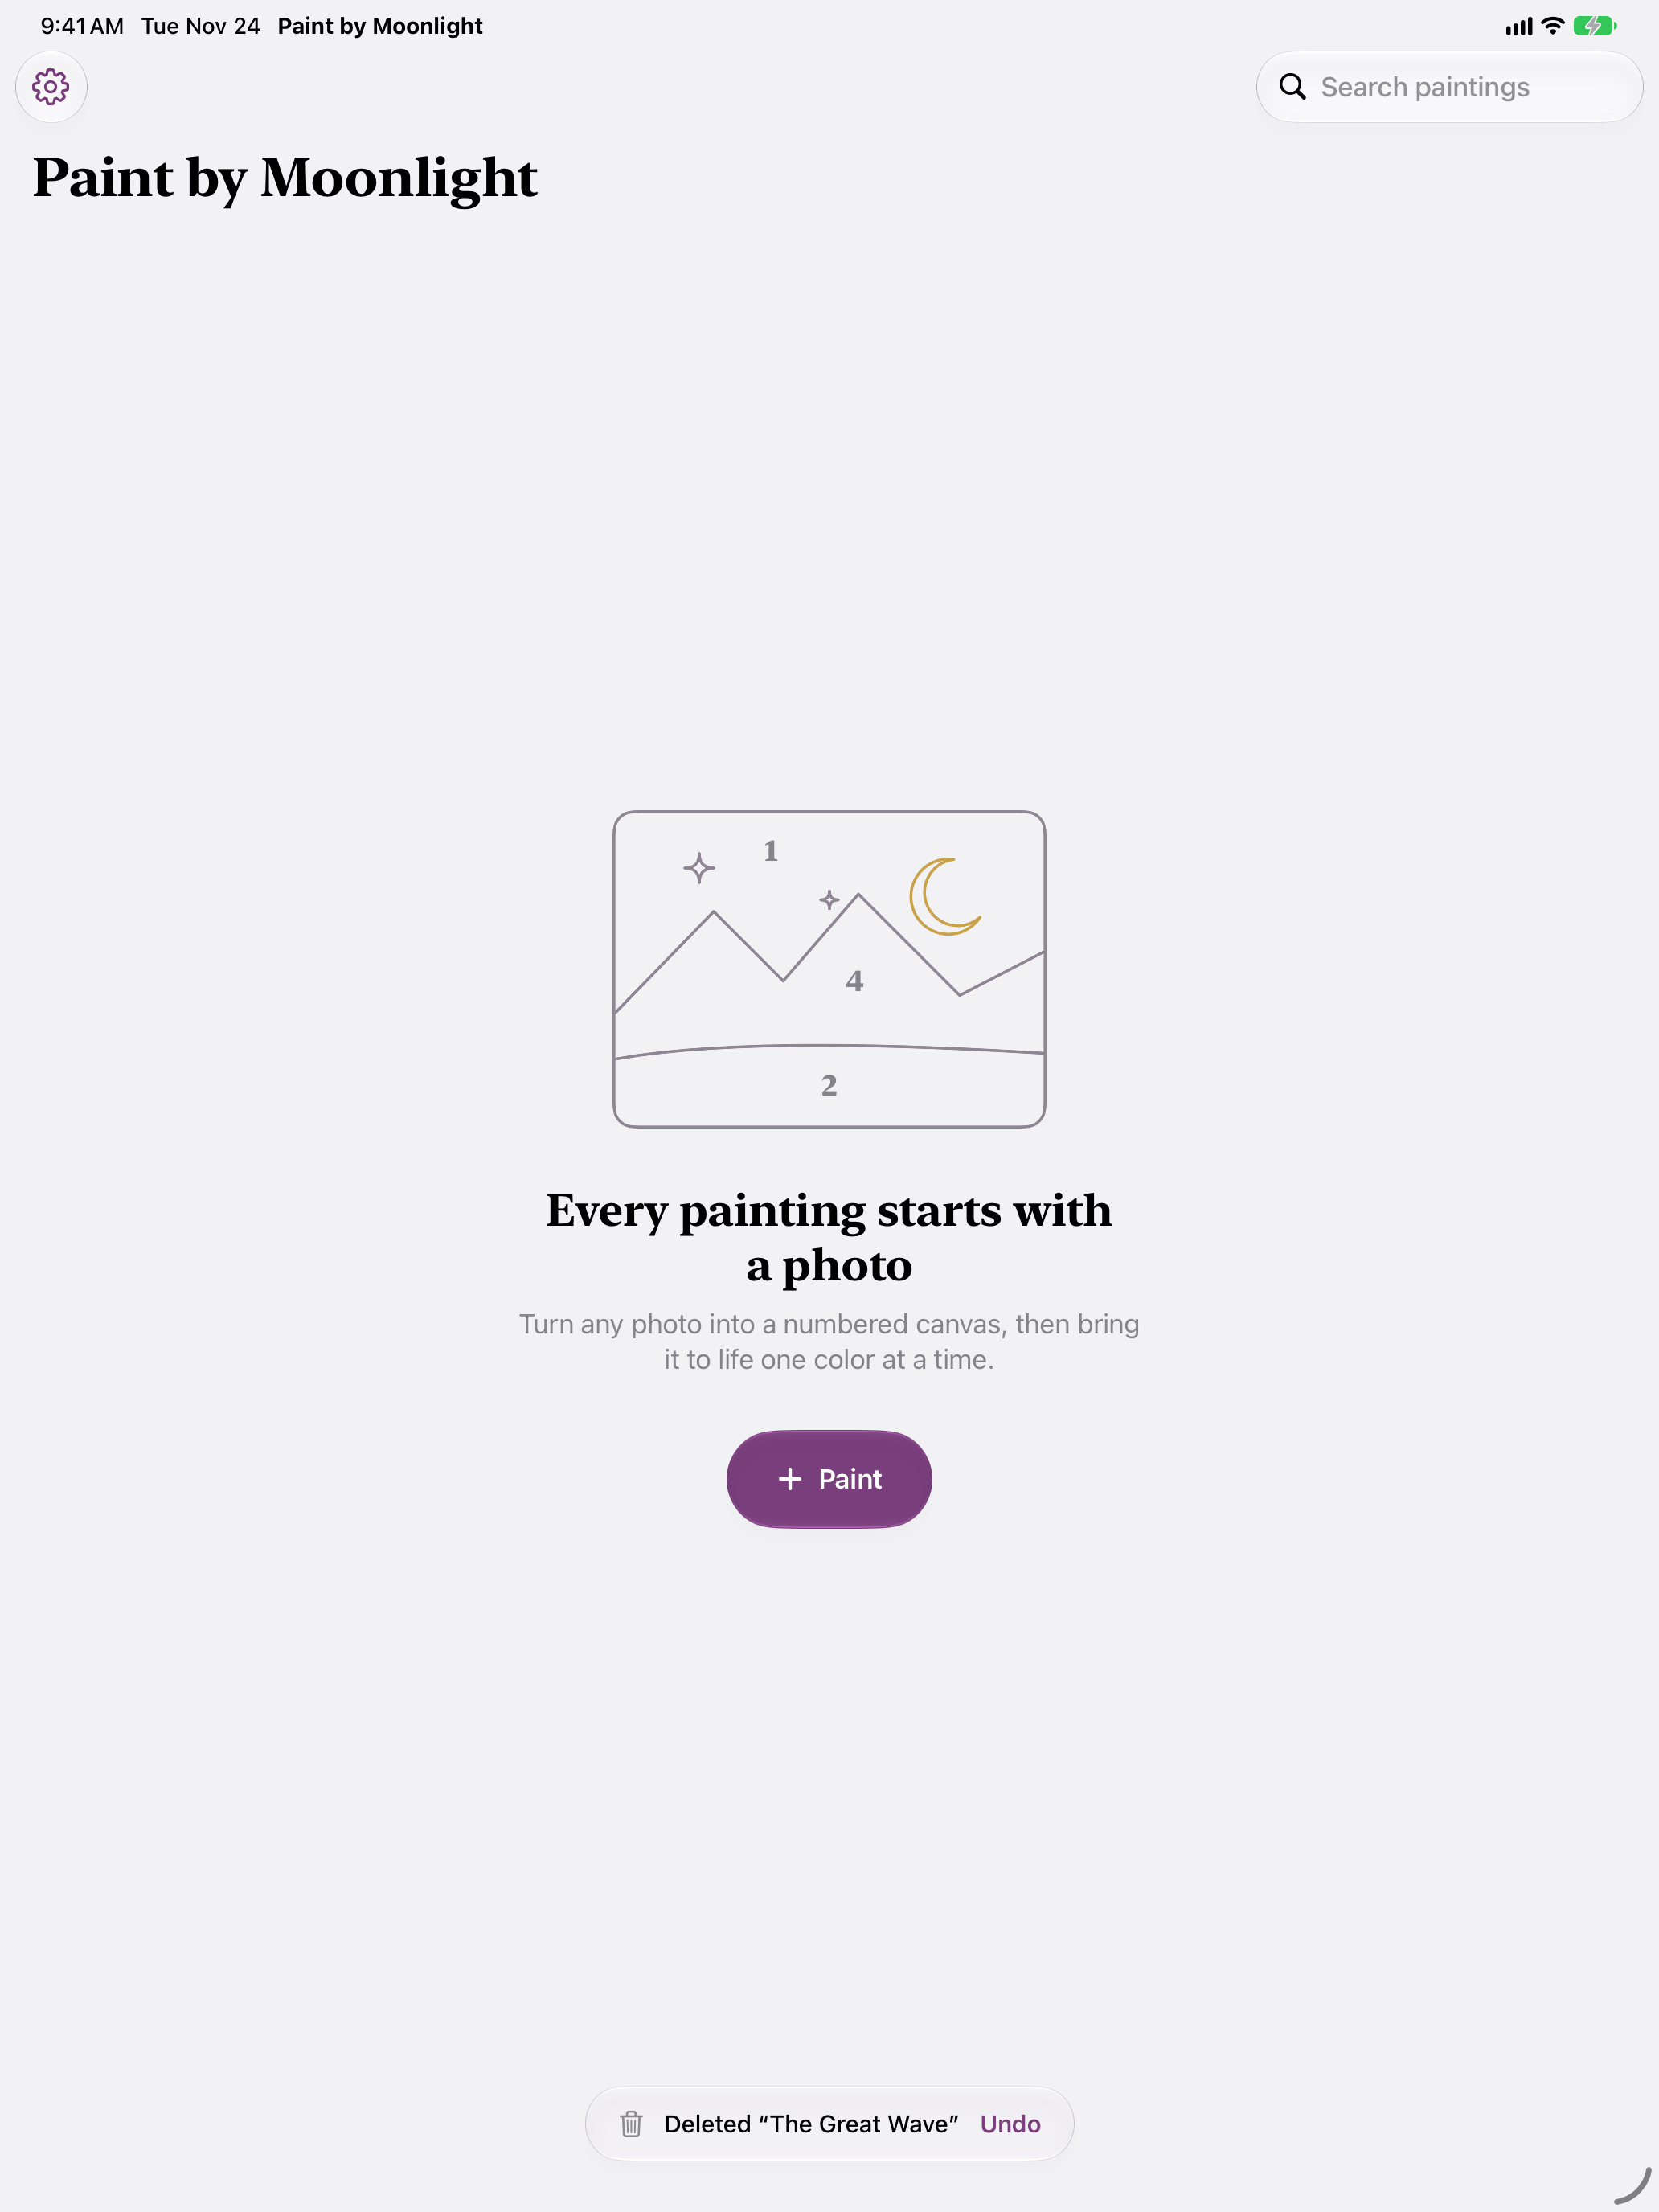 9:41 AM Tue Nov 24 Paint by Moonlight
Search paintings
Paint by Moonlight
1
4
2
Every painting starts with
a photo
Turn any photo into a numbered canvas, then bring
it to life one color at a time.
+ Paint
Deleted “The Great Wave” Undo